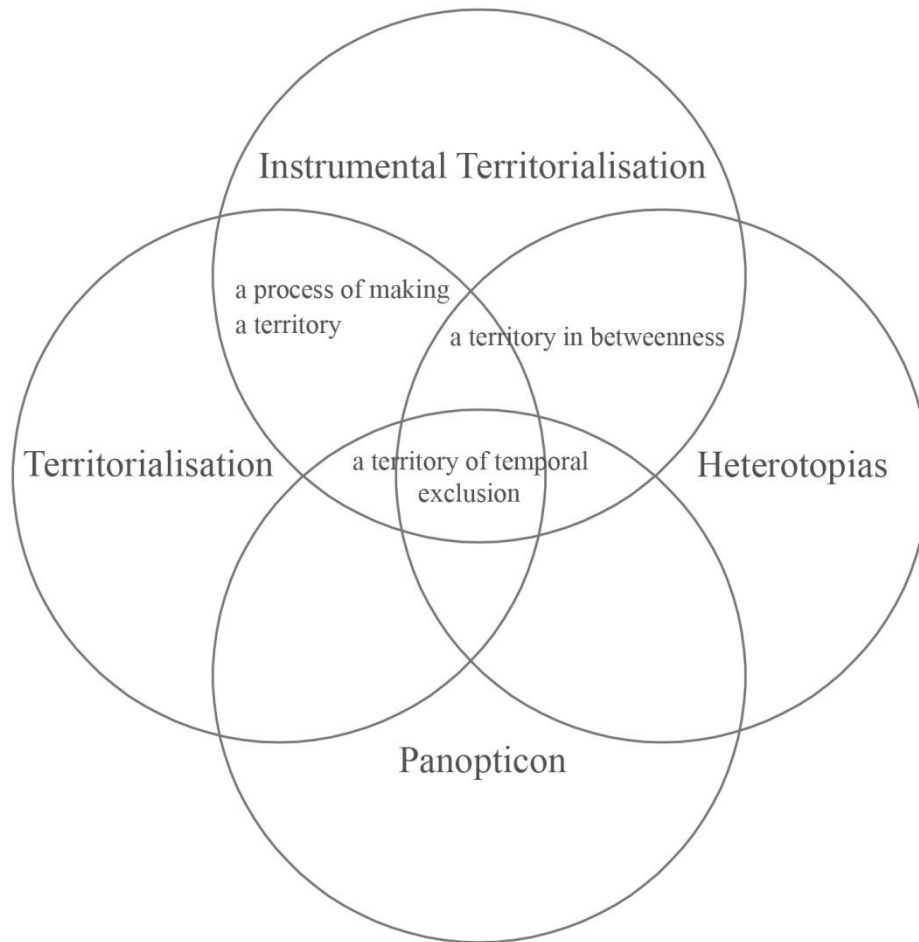 Instrumental Territorialisation
a process of making
a territory
a territory in betweenness
Territorialisation
a territory of temporal
exclusion
Heterotopias
Panopticon